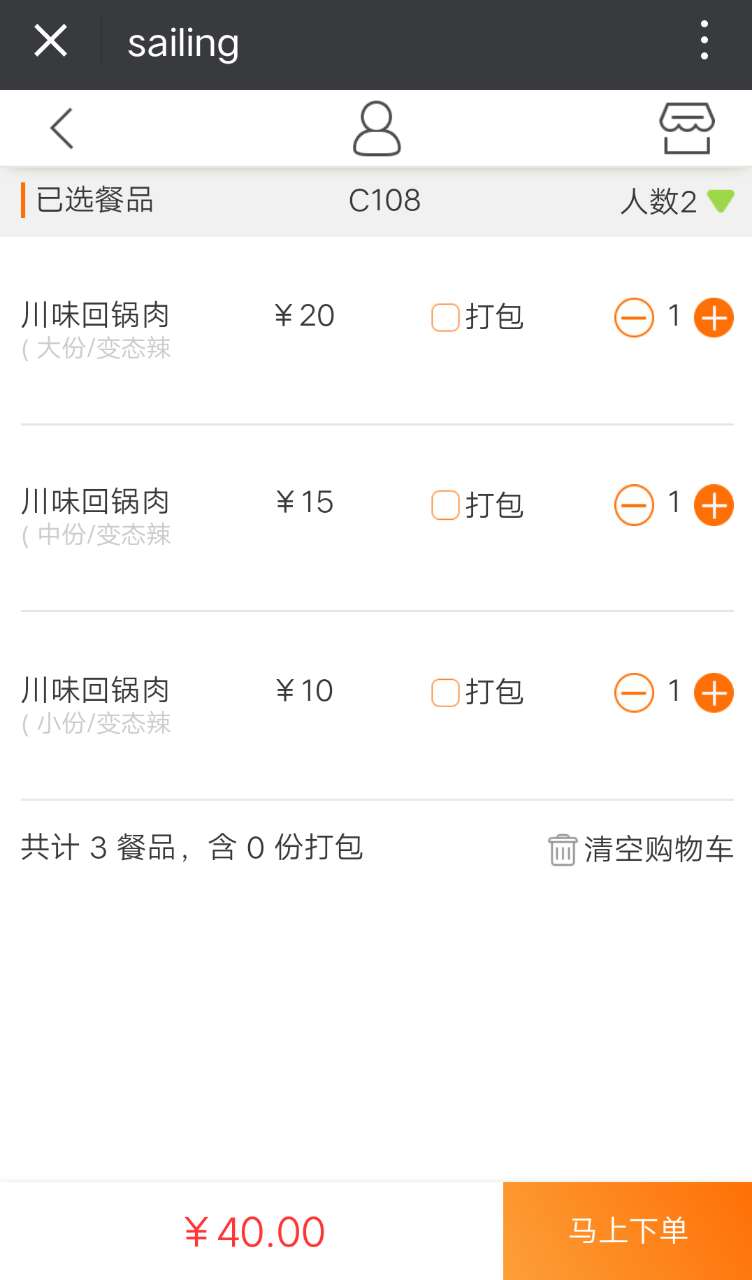 sailing
已选餐品 C108 人数2
川味回锅肉 ¥20 打包 1
( 大份/变态辣
川味回锅肉 ¥15 打包 1
( 中份/变态辣
川味回锅肉 ¥10 打包 1
( 小份/变态辣
共计 3 餐品，含 0 份打包 清空购物车
¥40.00 马上下单